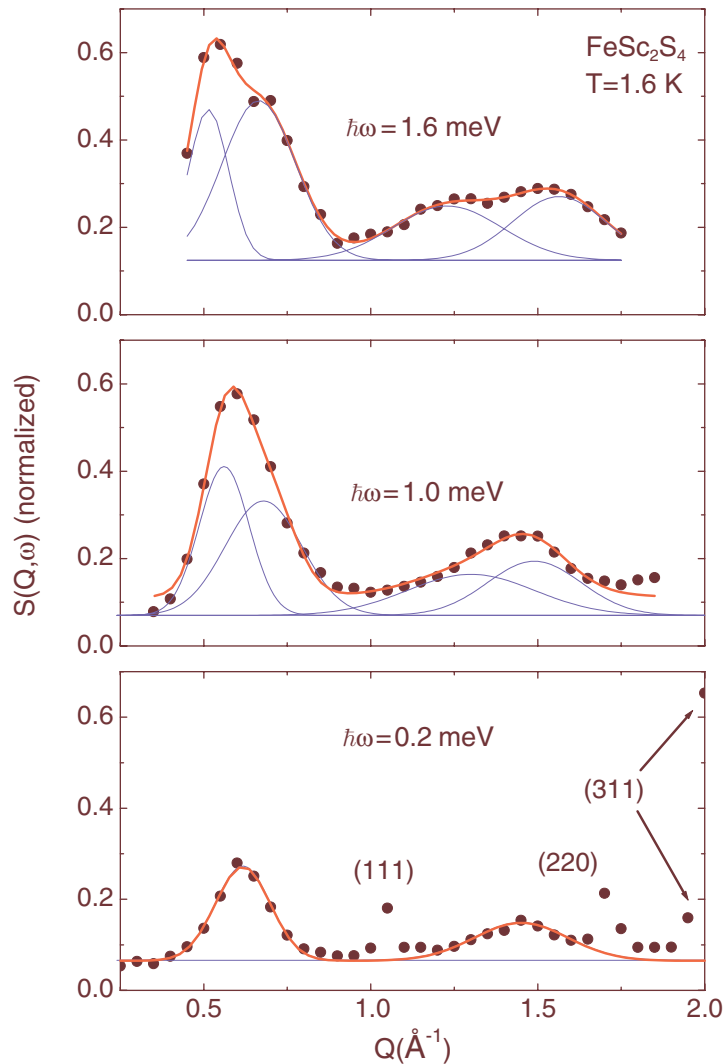 FeSc₂S₄
T=1.6 K
ħω=1.6 meV
0.6
0.4
0.2
0.0
ħω=1.0 meV
0.6
0.4
0.2
0.0
S(Q,ω) (normalized)
ħω=0.2 meV
(311)
(111)
(220)
0.6
0.4
0.2
0.0
0.5 1.0 1.5 2.0
Q(Å⁻¹)